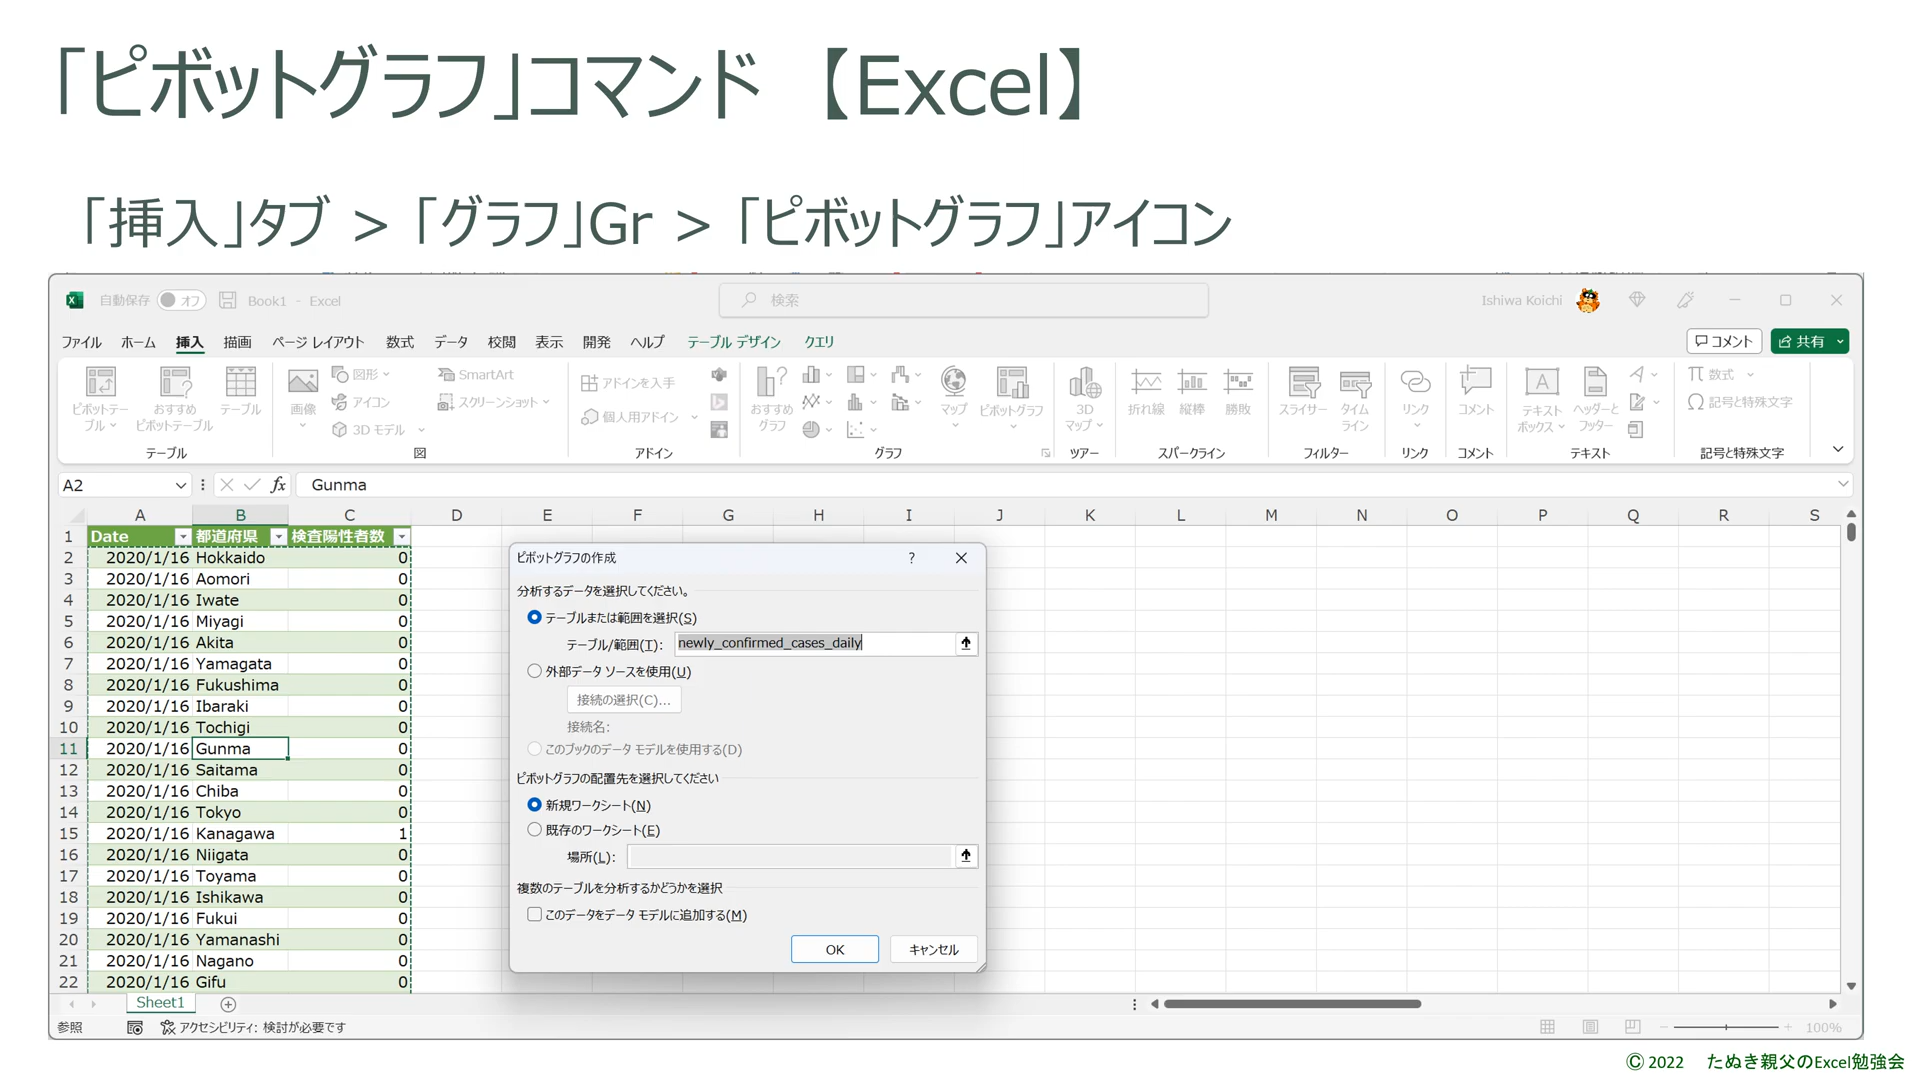 「ピボットグラフ」コマンド 【Excel】
「挿入」タブ > 「グラフ」Gr > 「ピボットグラフ」アイコン
自動保存 オフ Book1 - Excel 検索 Ishiwa Koichi
ファイル ホーム 挿入 描画 ページ レイアウト 数式 データ 校閲 表示 開発 ヘルプ テーブル デザイン クエリ コメント 共有
ピボットテーブル おすすめピボットテーブル テーブル 画像 図形 アイコン 3D モデル SmartArt スクリーンショット アドインを入手 個人用アドイン おすすめグラフ マップ ピボットグラフ 3Dマップ 折れ線 縦棒 勝敗 スライサー タイムライン リンク コメント テキストボックス ヘッダーとフッター 数式 記号と特殊文字
テーブル 図 アドイン グラフ ツアー スパークライン フィルター リンク コメント テキスト 記号と特殊文字
A2 fx Gunma
A B C D E F G H I J K L M N O P Q R S
1 Date 都道府県 検査陽性者数
2 2020/1/16 Hokkaido 0
3 2020/1/16 Aomori 0
4 2020/1/16 Iwate 0
5 2020/1/16 Miyagi 0
6 2020/1/16 Akita 0
7 2020/1/16 Yamagata 0
8 2020/1/16 Fukushima 0
9 2020/1/16 Ibaraki 0
10 2020/1/16 Tochigi 0
11 2020/1/16 Gunma 0
12 2020/1/16 Saitama 0
13 2020/1/16 Chiba 0
14 2020/1/16 Tokyo 0
15 2020/1/16 Kanagawa 1
16 2020/1/16 Niigata 0
17 2020/1/16 Toyama 0
18 2020/1/16 Ishikawa 0
19 2020/1/16 Fukui 0
20 2020/1/16 Yamanashi 0
21 2020/1/16 Nagano 0
22 2020/1/16 Gifu 0
ピボットグラフの作成 ?
分析するデータを選択してください。
テーブルまたは範囲を選択(S)
テーブル/範囲(T): newly_confirmed_cases_daily
外部データ ソースを使用(U)
接続の選択(C)...
接続名:
このブックのデータ モデルを使用する(D)
ピボットグラフの配置先を選択してください
新規ワークシート(N)
既存のワークシート(E)
場所(L):
複数のテーブルを分析するかどうかを選択
このデータをデータ モデルに追加する(M)
OK キャンセル
Sheet1
参照 アクセシビリティ: 検討が必要です 100%
© 2022 たぬき親父のExcel勉強会